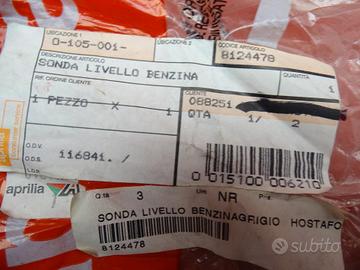 UBICAZIONE 1
0-105-001-
UBICAZIONE 2
CODICE ARTICOLO
8124478
DESCRIZIONE ARTICOLO
SONDA LIVELLO BENZINA
QUANTITÀ
1
RIF. ORDINE CLIENTE
1 PEZZO X 1
CLIENTE
088251
QTA 1/ 2
O.D.V.
O.D.S.
116841. /
0 015100 006210
aprilia
Q.tà 3 U.m. NR
SONDA LIVELLO BENZINAGRIGIO HOSTAFO
8124478
subito